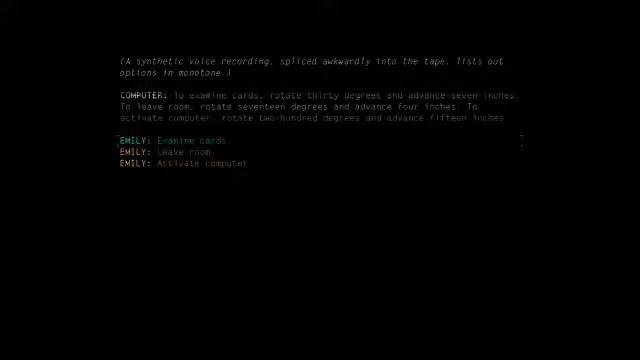 (A synthetic voice recording, spliced awkwardly into the tape, lists out
options in monotone.)
COMPUTER: To examine cards, rotate thirty degrees and advance seven inches.
To leave room, rotate seventeen degrees and advance four inches. To
activate computer, rotate two-hundred degrees and advance fifteen inches.
EMILY: Examine cards.
EMILY: Leave room
EMILY: Activate computer